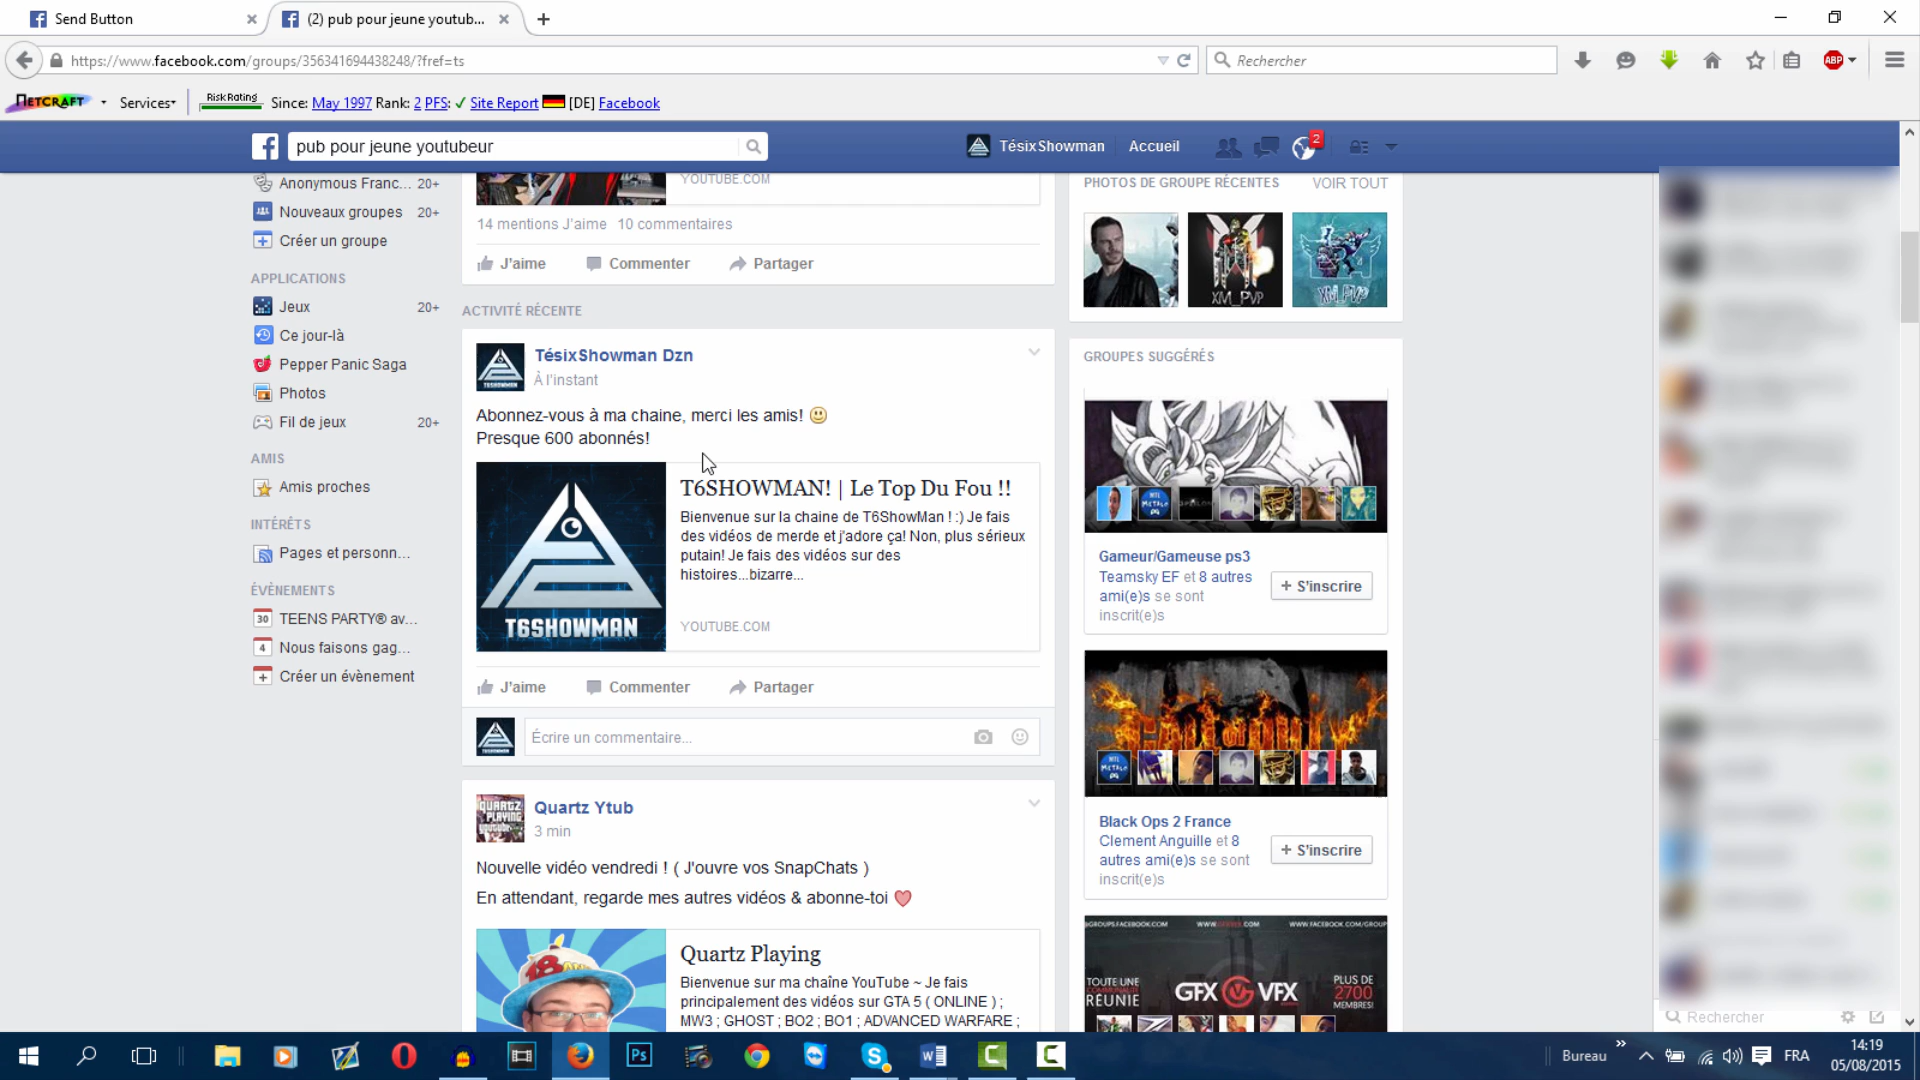 Send Button
(2) pub pour jeune youtub...
https://www.facebook.com/groups/356341694438248/?fref=ts
Rechercher
ABP
NETCRAFT
Services
Risk Rating
Since: May 1997 Rank: 2 PFS: ✓ Site Report [DE] Facebook
pub pour jeune youtubeur
TésixShowman
Accueil
2
Anonymous Franc... 20+
Nouveaux groupes 20+
Créer un groupe
APPLICATIONS
Jeux 20+
Ce jour-là
Pepper Panic Saga
Photos
Fil de jeux 20+
AMIS
Amis proches
INTÉRÊTS
Pages et personn...
ÉVÈNEMENTS
30 TEENS PARTY® av...
4 Nous faisons gag...
Créer un évènement
YOUTUBE.COM
14 mentions J'aime 10 commentaires
J'aime Commenter Partager
ACTIVITÉ RÉCENTE
TésixShowman Dzn
À l'instant
Abonnez-vous à ma chaine, merci les amis!
Presque 600 abonnés!
T6SHOWMAN
T6SHOWMAN! | Le Top Du Fou !!
Bienvenue sur la chaine de T6ShowMan ! :) Je fais
des vidéos de merde et j'adore ça! Non, plus sérieux
putain! Je fais des vidéos sur des
histoires...bizarre...
YOUTUBE.COM
J'aime Commenter Partager
Écrire un commentaire...
QUARTZ
PLAYING
Quartz Ytub
3 min
Nouvelle vidéo vendredi ! ( J'ouvre vos SnapChats )
En attendant, regarde mes autres vidéos & abonne-toi
18
Quartz Playing
Bienvenue sur ma chaîne YouTube ~ Je fais
principalement des vidéos sur GTA 5 ( ONLINE ) ;
MW3 ; GHOST ; BO2 ; BO1 ; ADVANCED WARFARE ;
PHOTOS DE GROUPE RÉCENTES VOIR TOUT
XM_PVP
XM_PVP
GROUPES SUGGÉRÉS
Gameur/Gameuse ps3
Teamsky EF et 8 autres
ami(e)s se sont
inscrit(e)s
+ S'inscrire
Black Ops 2 France
Clement Anguille et 8
autres ami(e)s se sont
inscrit(e)s
+ S'inscrire
TOUTE UNE
COMMUNAUTÉ
RÉUNIE
GFX VFX
PLUS DE
2700
MEMBRES!
Rechercher
Ps
Bureau
FRA
14:19
05/08/2015